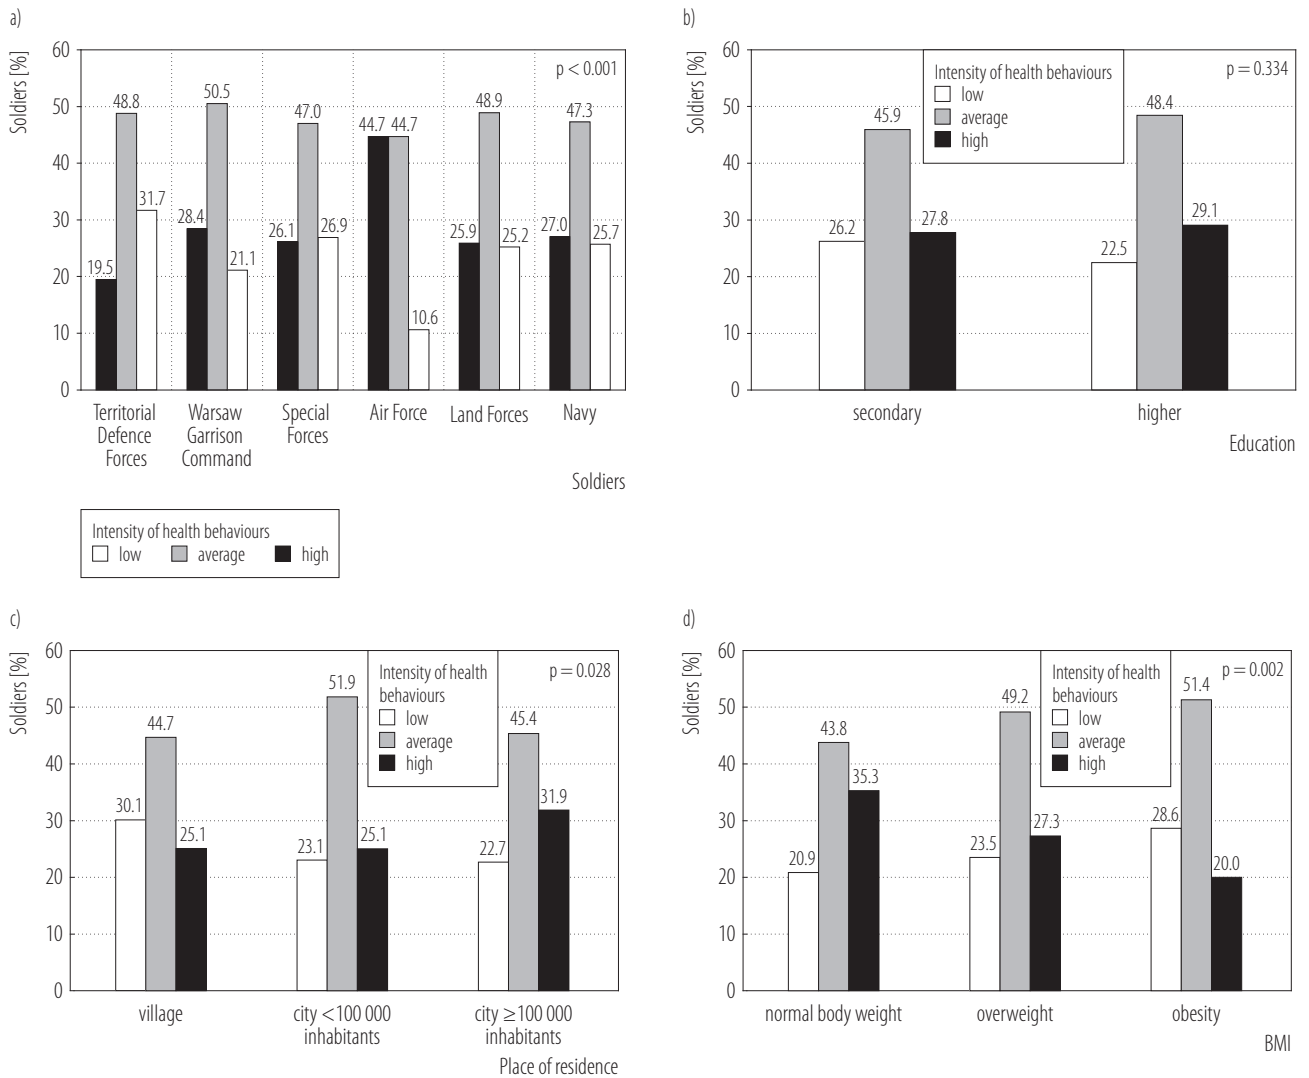 a)
Soldiers [%]
60
50
40
30
20
10
0
p < 0.001
19.5
48.8
31.7
28.4
50.5
21.1
26.1
47.0
26.9
44.7
44.7
10.6
25.9
48.9
25.2
27.0
47.3
25.7
Territorial
Defence
Forces
Warsaw
Garrison
Command
Special
Forces
Air Force
Land Forces
Navy
Soldiers
Intensity of health behaviours
low
average
high
b)
Soldiers [%]
60
50
40
30
20
10
0
Intensity of health behaviours
low
average
high
p = 0.334
26.2
45.9
27.8
22.5
48.4
29.1
secondary
higher
Education
c)
Soldiers [%]
60
50
40
30
20
10
0
Intensity of health
behaviours
low
average
high
p = 0.028
30.1
44.7
25.1
23.1
51.9
25.1
22.7
45.4
31.9
village
city <100 000
inhabitants
city ≥100 000
inhabitants
Place of residence
d)
Soldiers [%]
60
50
40
30
20
10
0
Intensity of health
behaviours
low
average
high
p = 0.002
20.9
43.8
35.3
23.5
49.2
27.3
28.6
51.4
20.0
normal body weight
overweight
obesity
BMI